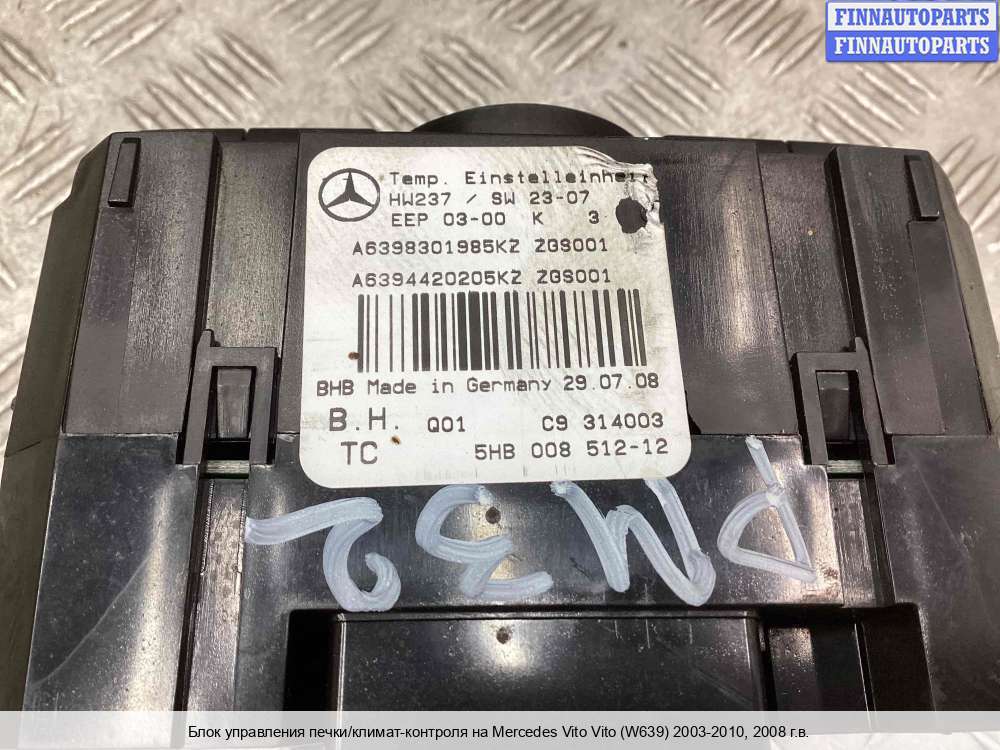 FINNAUTOPARTS
FINNAUTOPARTS
Temp. Einstelleinheit
HW237 / SW 23-07
EEP 03-00 K 3
A6398301985KZ ZGS001
A6394420205KZ ZGS001
BHB Made in Germany 29.07.08
B.H. Q01 C9 314003
TC 5HB 008 512-12
PM32
Блок управления печки/климат-контроля на Mercedes Vito Vito (W639) 2003-2010, 2008 г.в.